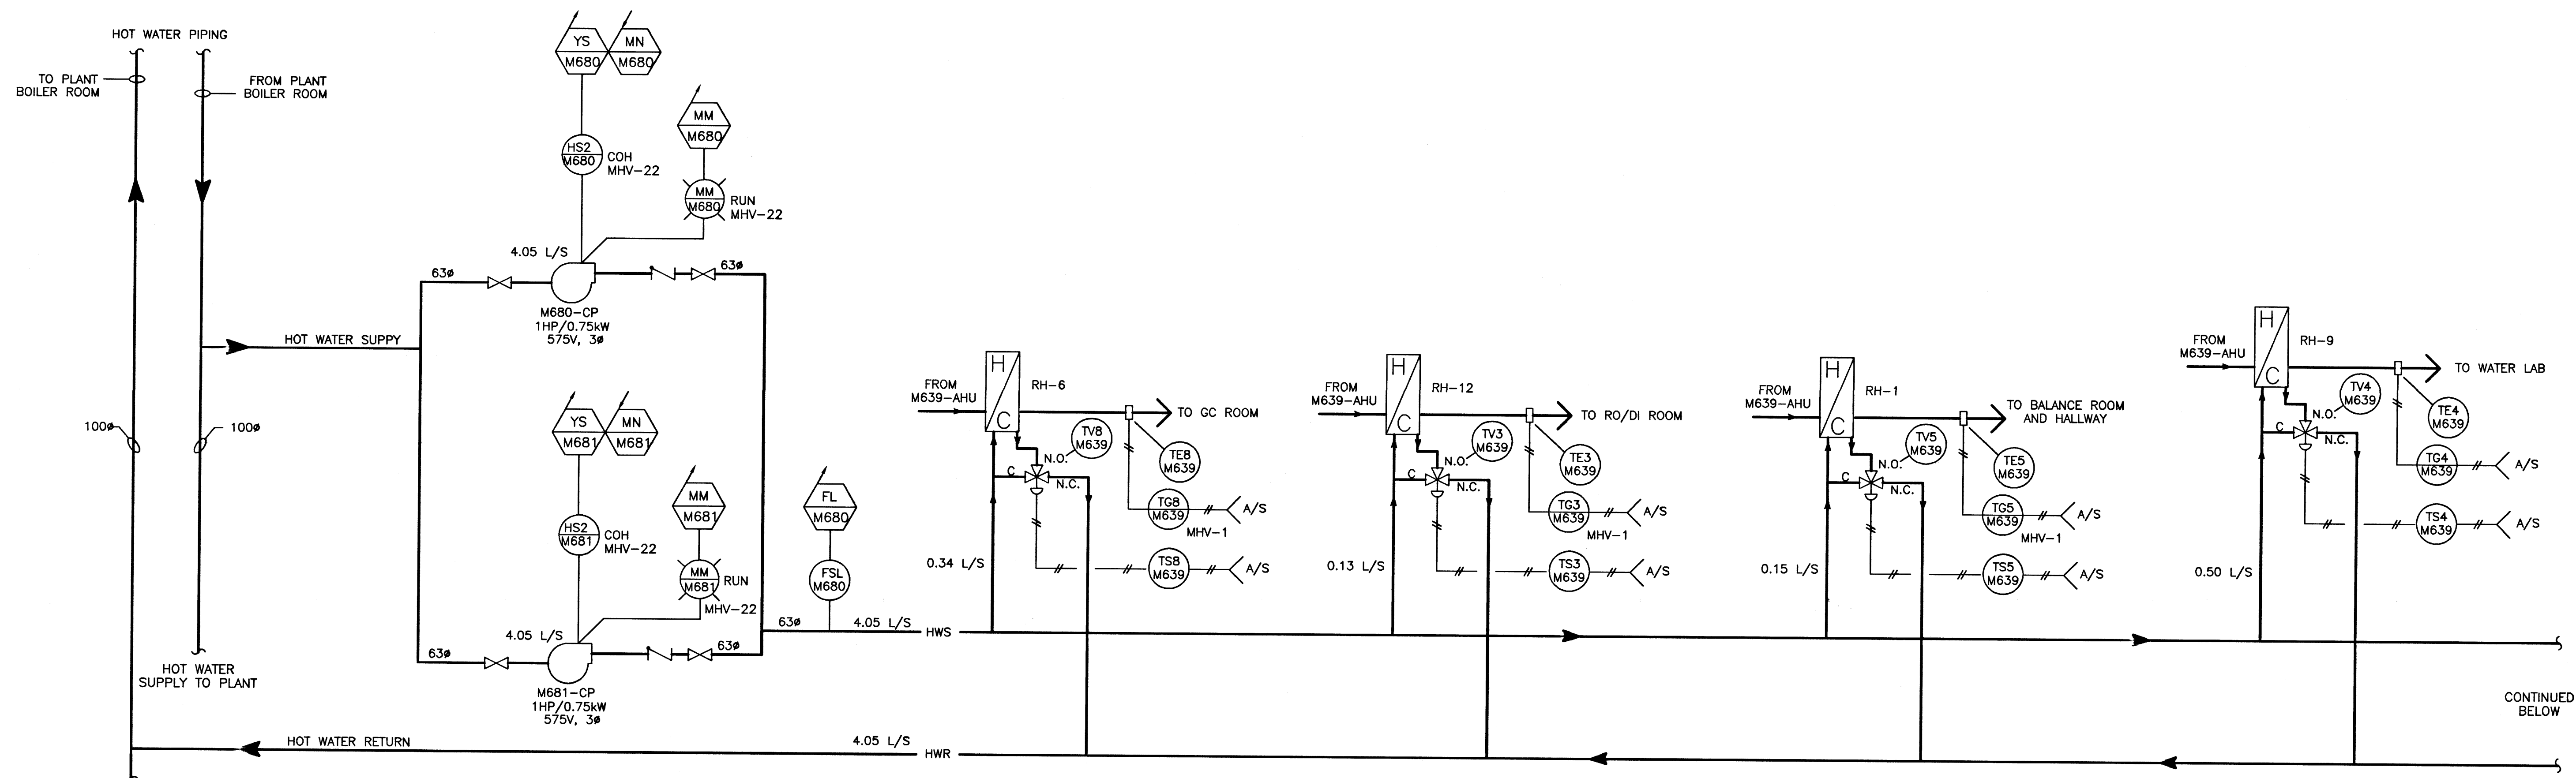 HOT WATER PIPING
TO PLANT
BOILER ROOM
FROM PLANT
BOILER ROOM
100ø
100ø
HOT WATER
SUPPLY TO PLANT
HOT WATER SUPPY
HOT WATER RETURN
YS
M680
MN
M680
HS2
M680
COH
MHV-22
MM
M680
MM
M680
RUN
MHV-22
4.05 L/S
63ø
63ø
M680-CP
1HP/0.75kW
575V, 3ø
YS
M681
MN
M681
HS2
M681
COH
MHV-22
MM
M681
MM
M681
RUN
MHV-22
4.05 L/S
63ø
63ø
M681-CP
1HP/0.75kW
575V, 3ø
FL
M680
FSL
M680
63ø
4.05 L/S
HWS
4.05 L/S
HWR
FROM
M639-AHU
H
C
RH-6
TO GC ROOM
TV8
M639
N.O.
C
N.C.
TE8
M639
TG8
M639
A/S
MHV-1
TS8
M639
A/S
0.34 L/S
FROM
M639-AHU
H
C
RH-12
TO RO/DI ROOM
TV3
M639
N.O.
C
N.C.
TE3
M639
TG3
M639
A/S
MHV-1
TS3
M639
A/S
0.13 L/S
FROM
M639-AHU
H
C
RH-1
TO BALANCE ROOM
AND HALLWAY
TV5
M639
N.O.
C
N.C.
TE5
M639
TG5
M639
A/S
MHV-1
TS5
M639
A/S
0.15 L/S
FROM
M639-AHU
H
C
RH-9
TO WATER LAB
TV4
M639
N.O.
C
N.C.
TE4
M639
TG4
M639
A/S
TS4
M639
A/S
0.50 L/S
CONTINUED
BELOW